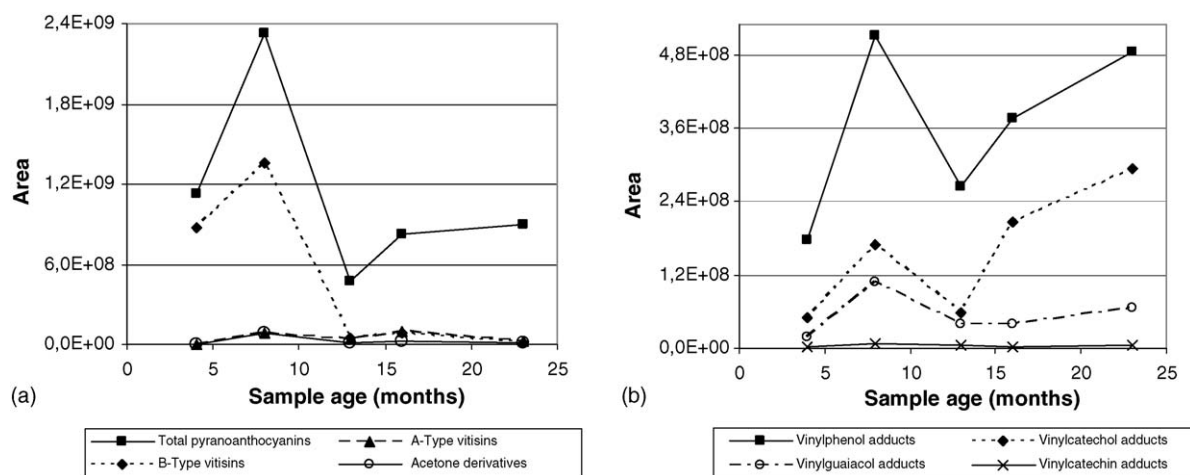 2,4E+09
1,8E+09
1,2E+09
6,0E+08
0,0E+00
Area
0 5 10 15 20 25
Sample age (months)
(a)
Total pyranoanthocyanins
A-Type vitisins
B-Type vitisins
Acetone derivatives
4,8E+08
3,6E+08
2,4E+08
1,2E+08
0,0E+00
Area
0 5 10 15 20 25
Sample age (months)
(b)
Vinylphenol adducts
Vinylcatechol adducts
Vinylguaiacol adducts
Vinylcatechin adducts